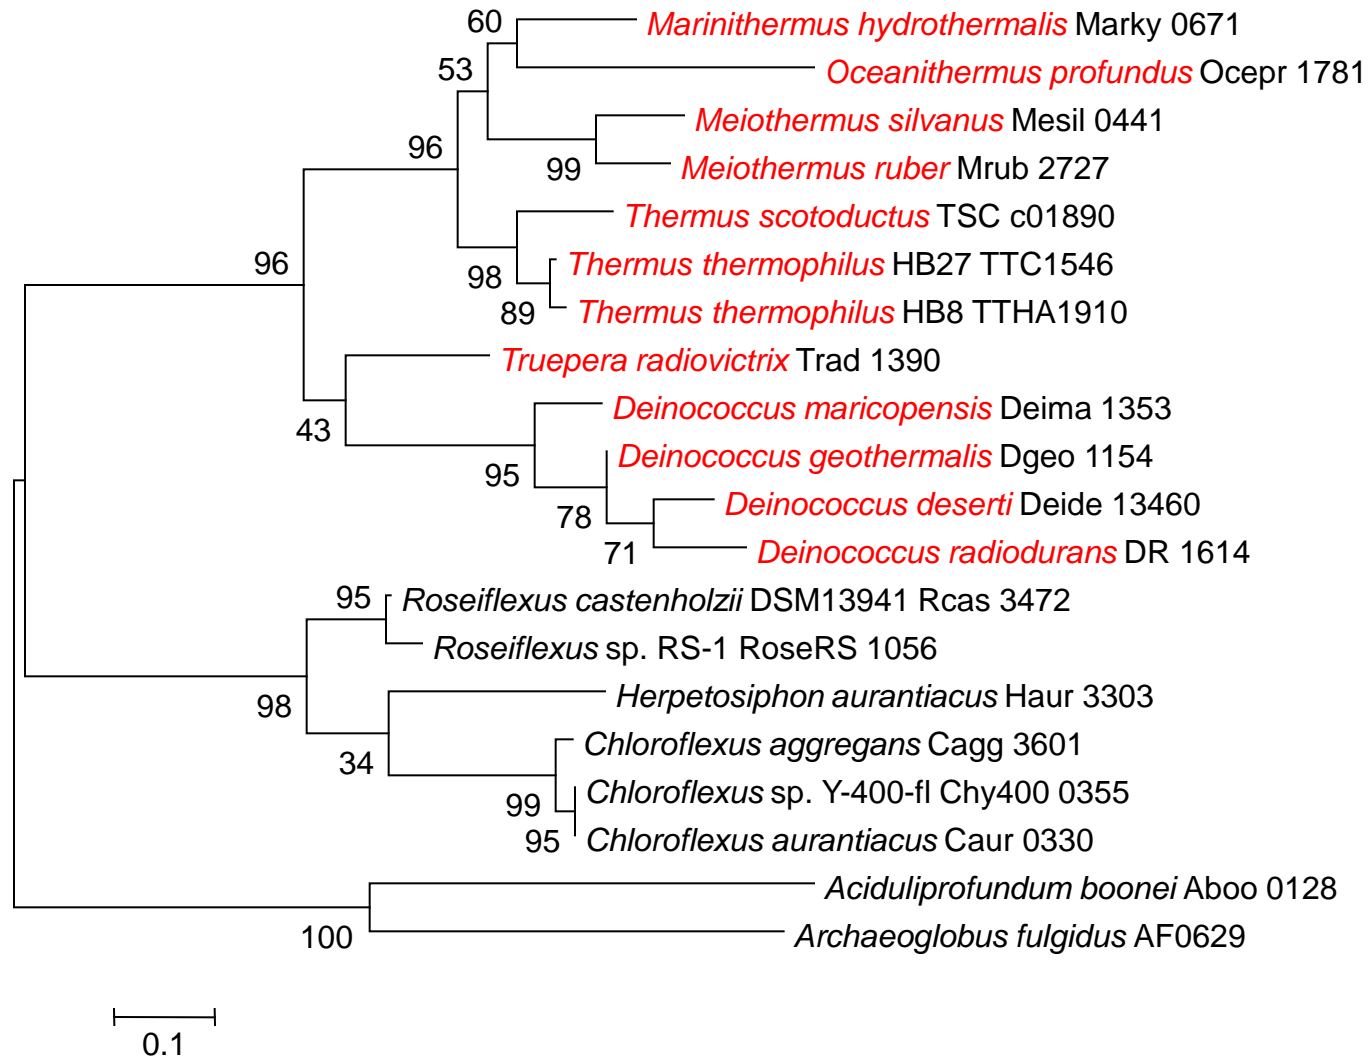 60
Marinithermus hydrothermalis Marky 0671
53
Oceanithermus profundus Ocepr 1781
Meiothermus silvanus Mesil 0441
96
99
Meiothermus ruber Mrub 2727
Thermus scotoductus TSC c01890
96
98
Thermus thermophilus HB27 TTC1546
89
Thermus thermophilus HB8 TTHA1910
Truepera radiovictrix Trad 1390
Deinococcus maricopensis Deima 1353
43
Deinococcus geothermalis Dgeo 1154
95
Deinococcus deserti Deide 13460
78
71
Deinococcus radiodurans DR 1614
95
Roseiflexus castenholzii DSM13941 Rcas 3472
Roseiflexus sp. RS-1 RoseRS 1056
98
Herpetosiphon aurantiacus Haur 3303
34
Chloroflexus aggregans Cagg 3601
99
Chloroflexus sp. Y-400-fl Chy400 0355
95
Chloroflexus aurantiacus Caur 0330
Aciduliprofundum boonei Aboo 0128
100
Archaeoglobus fulgidus AF0629
0.1